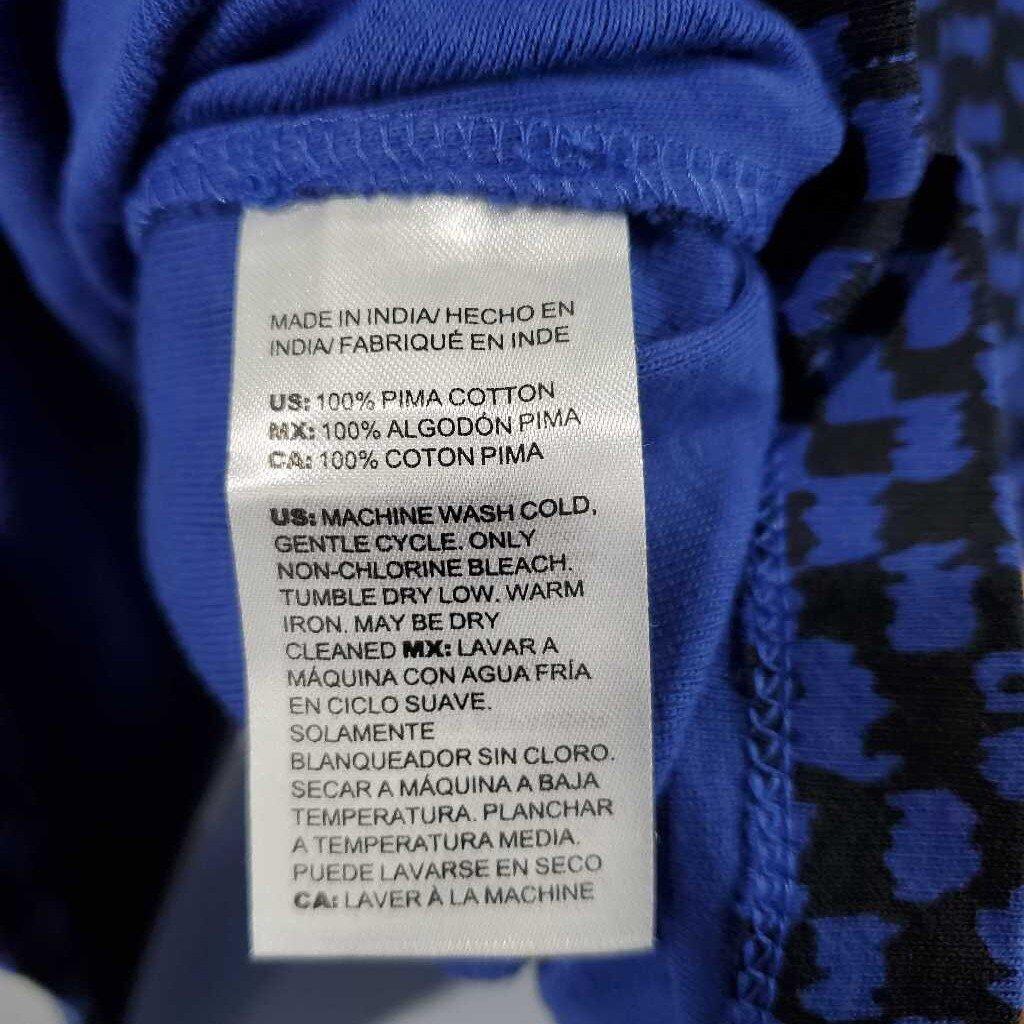 MADE IN INDIA/ HECHO EN
INDIA/ FABRIQUÉ EN INDE
US: 100% PIMA COTTON
MX: 100% ALGODÓN PIMA
CA: 100% COTON PIMA
US: MACHINE WASH COLD,
GENTLE CYCLE. ONLY
NON-CHLORINE BLEACH.
TUMBLE DRY LOW. WARM
IRON. MAY BE DRY
CLEANED MX: LAVAR A
MÁQUINA CON AGUA FRÍA
EN CICLO SUAVE.
SOLAMENTE
BLANQUEADOR SIN CLORO.
SECAR A MÁQUINA A BAJA
TEMPERATURA. PLANCHAR
A TEMPERATURA MEDIA.
PUEDE LAVARSE EN SECO
CA: LAVER À LA MACHINE